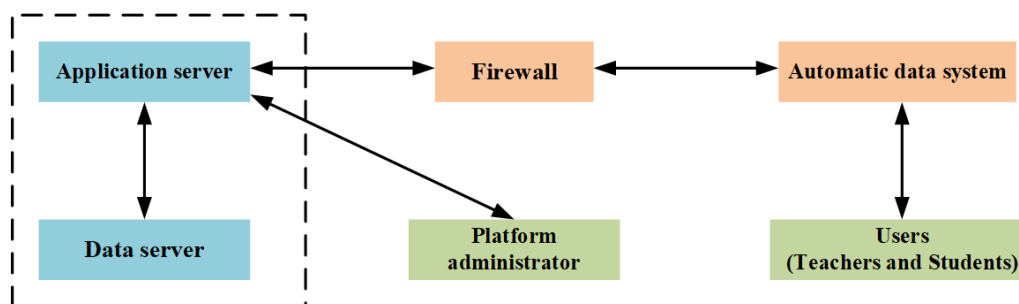 Application server
Firewall
Automatic data system
Data server
Platform
administrator
Users
(Teachers and Students)